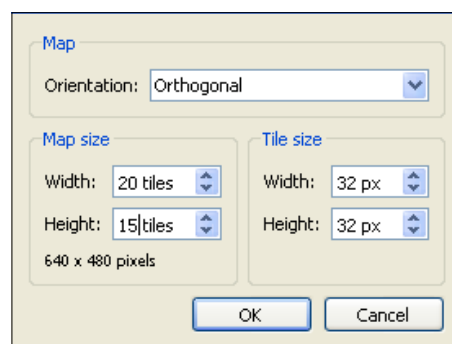 Map
Orientation: Orthogonal
Map size
Width: 20 tiles
Height: 15 tiles
640 x 480 pixels
Tile size
Width: 32 px
Height: 32 px
OK Cancel